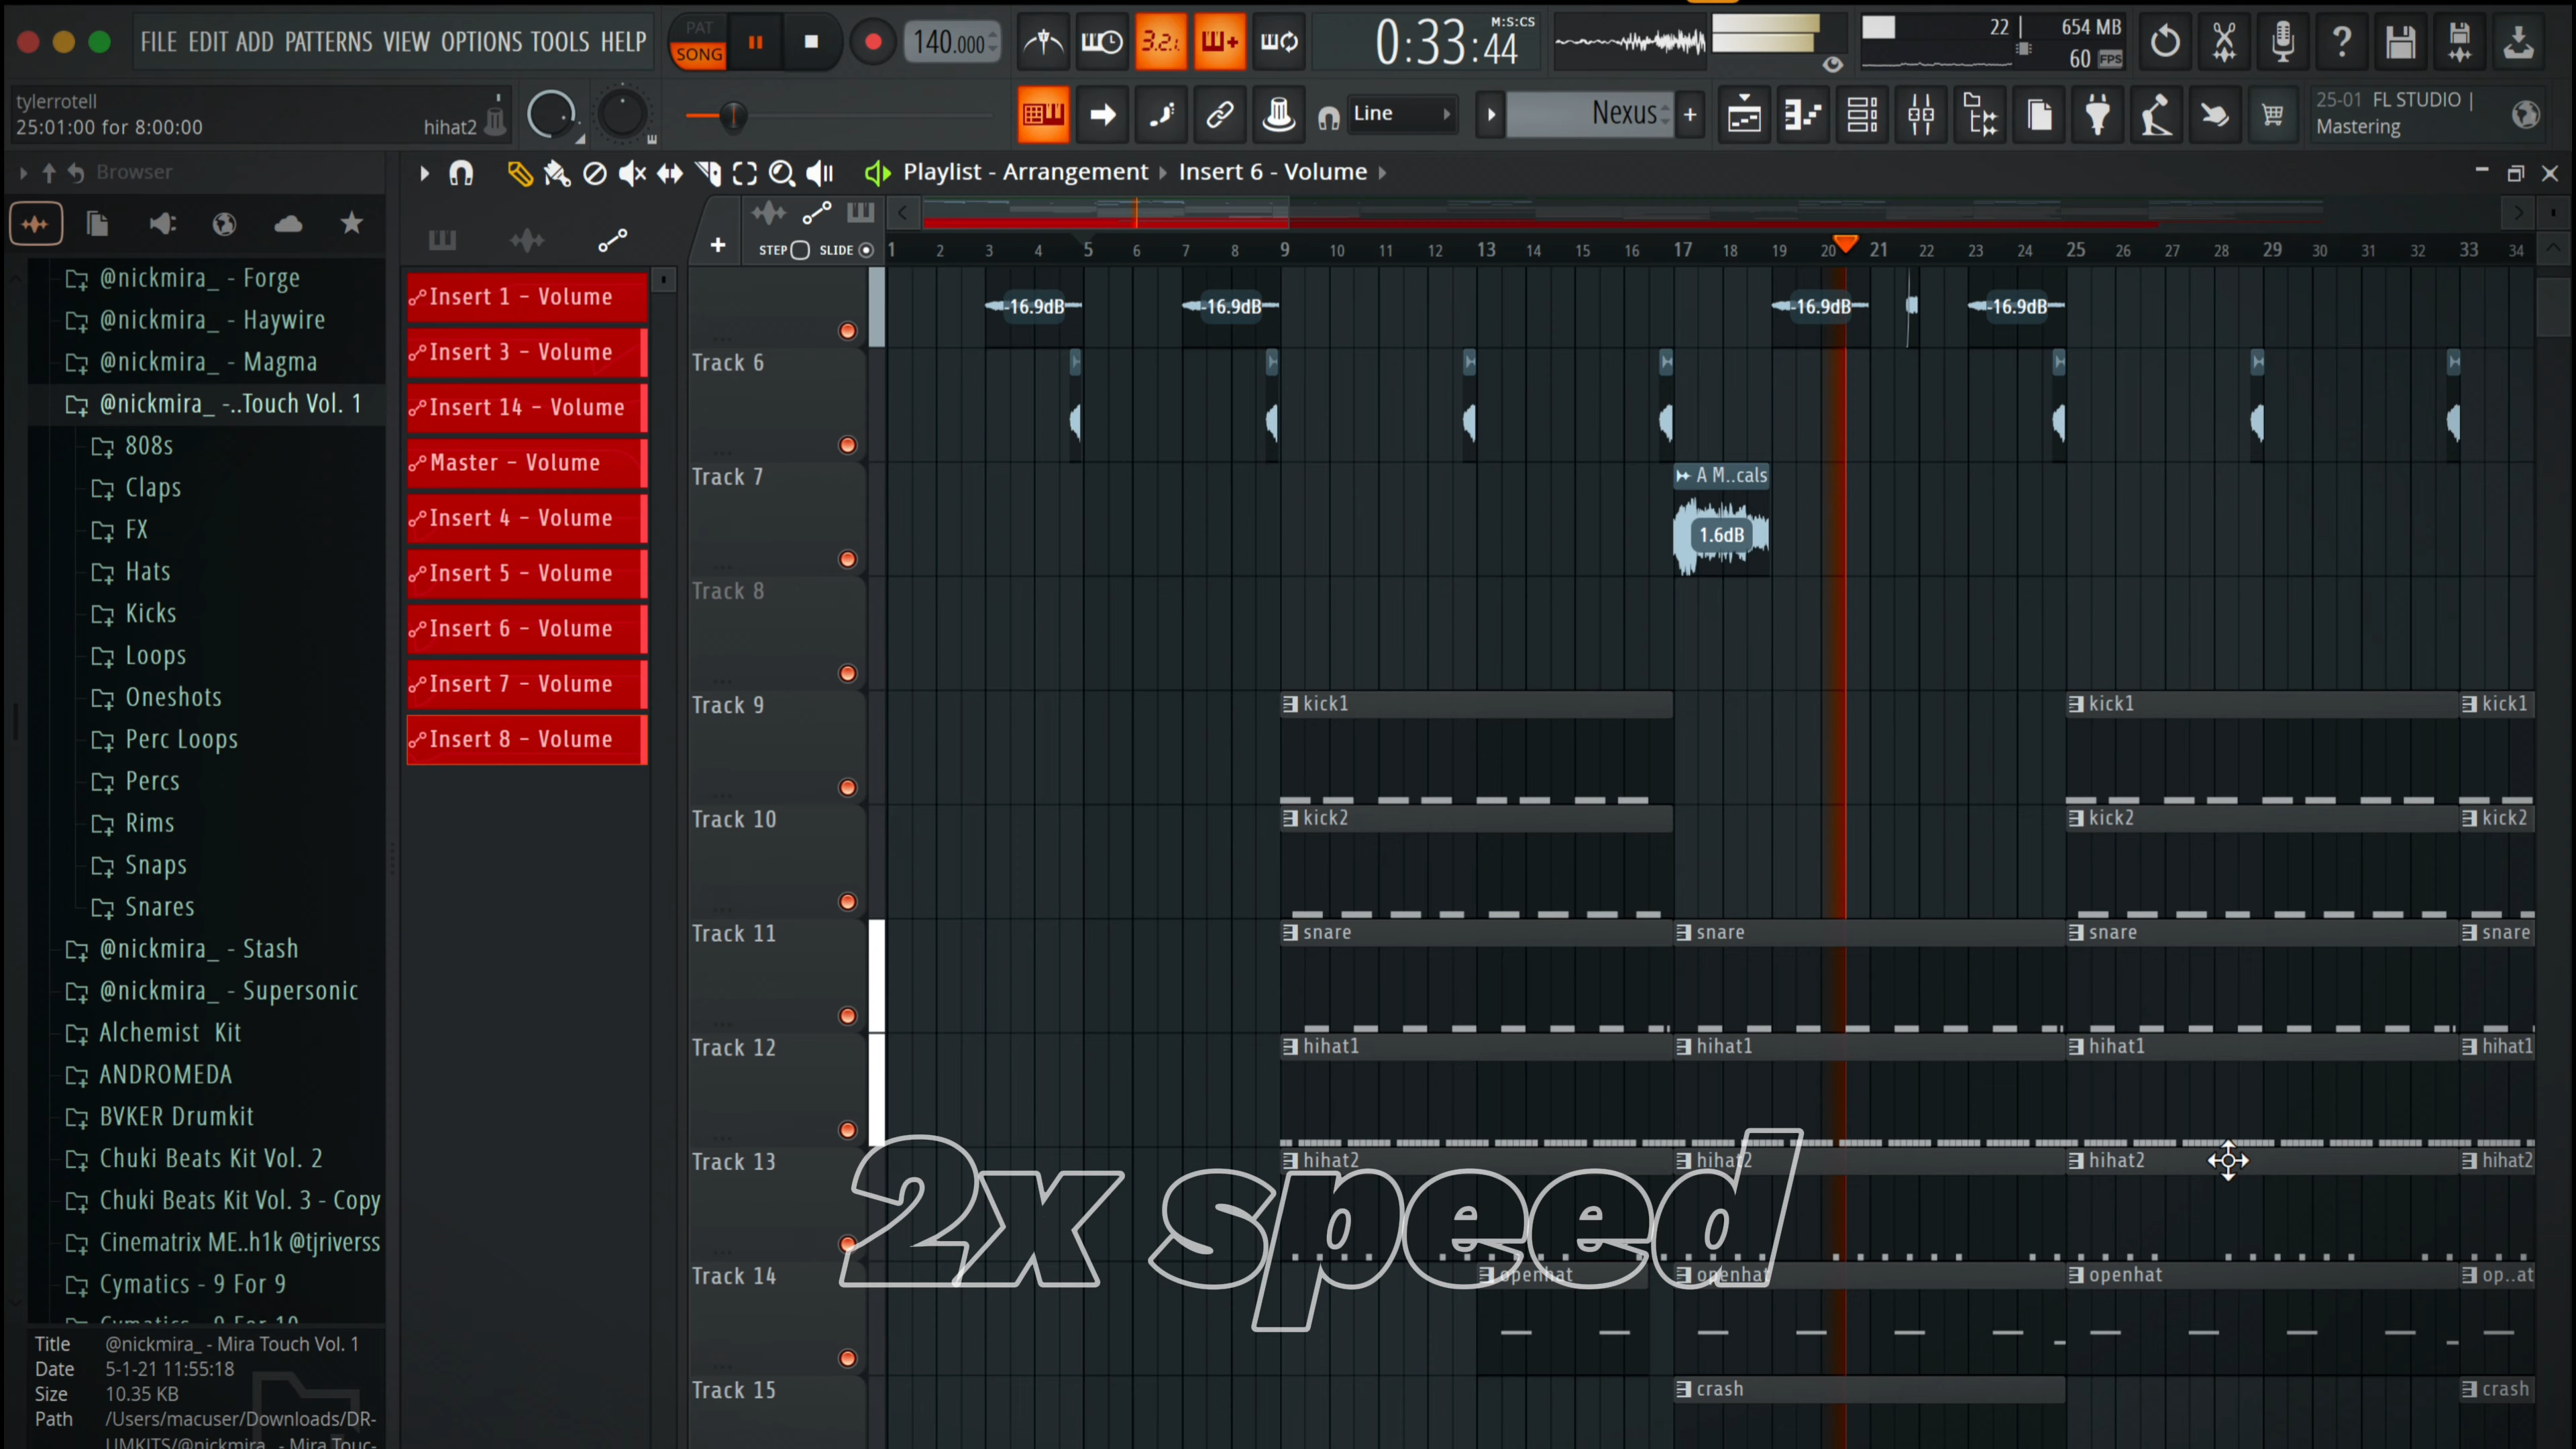 FILE EDIT ADD PATTERNS VIEW OPTIONS TOOLS HELP
PAT
SONG
140.000
3.2.1
M:S:CS
0:33:44
22
654 MB
60 FPS
tylerrotell
25:01:00 for 8:00:00
hihat2
Line
Nexus
25-01 FL STUDIO |
Mastering
Browser
Playlist - Arrangement
Insert 6 - Volume
STEP
SLIDE
1 2 3 4 5 6 7 8 9 10 11 12 13 14 15 16 17 18 19 20 21 22 23 24 25 26 27 28 29 30 31 32 33 34
@nickmira_ - Forge
@nickmira_ - Haywire
@nickmira_ - Magma
@nickmira_ -..Touch Vol. 1
808s
Claps
FX
Hats
Kicks
Loops
Oneshots
Perc Loops
Percs
Rims
Snaps
Snares
@nickmira_ - Stash
@nickmira_ - Supersonic
Alchemist Kit
ANDROMEDA
BVKER Drumkit
Chuki Beats Kit Vol. 2
Chuki Beats Kit Vol. 3 - Copy
Cinematrix ME..h1k @tjriverss
Cymatics - 9 For 9
Title @nickmira_ - Mira Touch Vol. 1
Date 5-1-21 11:55:18
Size 10.35 KB
Path /Users/macuser/Downloads/DR-
UMKITS/@nickmira_ - Mira Touc-
Insert 1 - Volume
Insert 3 - Volume
Insert 14 - Volume
Master - Volume
Insert 4 - Volume
Insert 5 - Volume
Insert 6 - Volume
Insert 7 - Volume
Insert 8 - Volume
-16.9dB -16.9dB -16.9dB -16.9dB
Track 6
Track 7
A M..cals
1.6dB
Track 8
Track 9
kick1 kick1 kick1
Track 10
kick2 kick2 kick2
Track 11
snare snare snare snare
Track 12
hihat1 hihat1 hihat1 hihat1
Track 13
hihat2 hihat2 hihat2 hihat2
2x speed
Track 14
openhat openhat openhat op..at
Track 15
crash crash